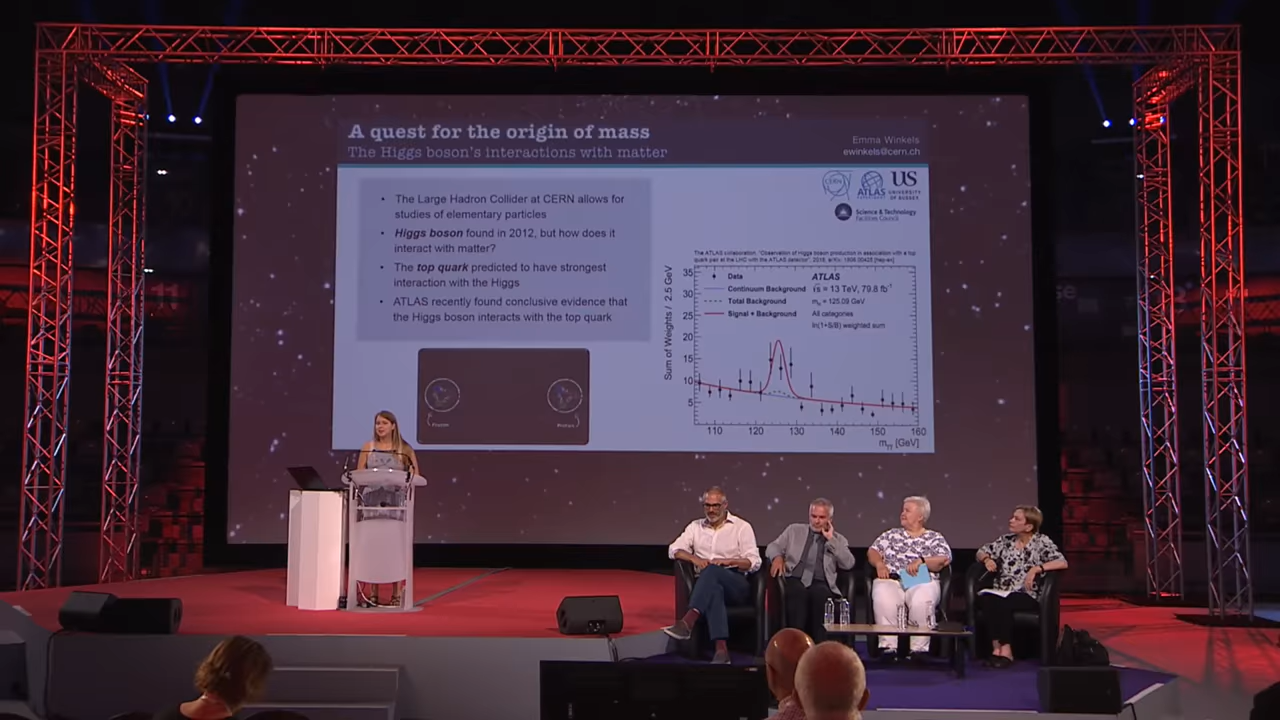 A quest for the origin of mass
The Higgs boson's interactions with matter
Emma Winkels
ewinkels@cern.ch
• The Large Hadron Collider at CERN allows for
studies of elementary particles
• Higgs boson found in 2012, but how does it
interact with matter?
• The top quark predicted to have strongest
interaction with the Higgs
• ATLAS recently found conclusive evidence that
the Higgs boson interacts with the top quark
CERN
ATLAS
US
UNIVERSITY
OF SUSSEX
Science & Technology
Facilities Council
The ATLAS collaboration, "Observation of Higgs boson production in association with a top
quark pair at the LHC with the ATLAS detector", 2018,
Sum of Weights / 2.5 GeV
35
30
25
20
15
10
5
Data
Continuum Background
Total Background
Signal + Background
ATLAS
√s = 13 TeV, 79.8 fb⁻¹
mH = 125.09 GeV
All categories
ln(1+S/B) weighted sum
110 120 130 140 150 160
mγγ [GeV]
Proton
Proton